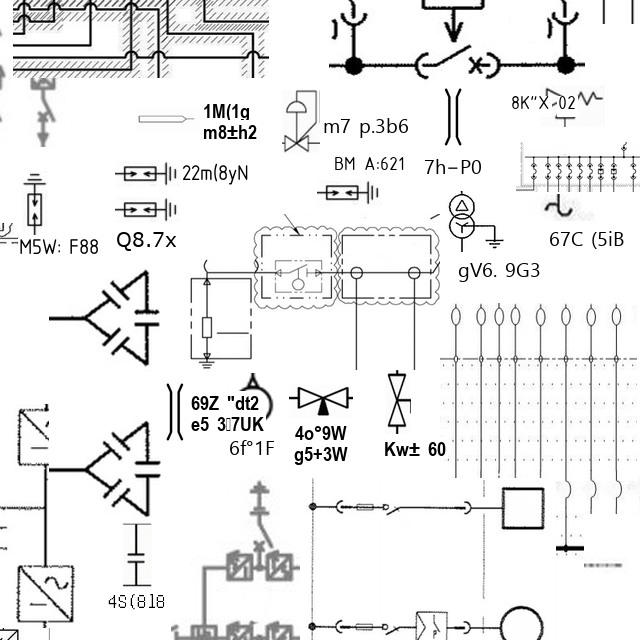 1M(1g
m8±h2
m7 p.3b6
8K"X-02
BM A:621
7h-P0
22m(8yN
M5W: F88
Q8.7x
67C (5iB
gV6. 9G3
69Z "dt2
e5 3▯7UK
6f°1F
4o°9W
g5+3W
Kw± 60
4S(818